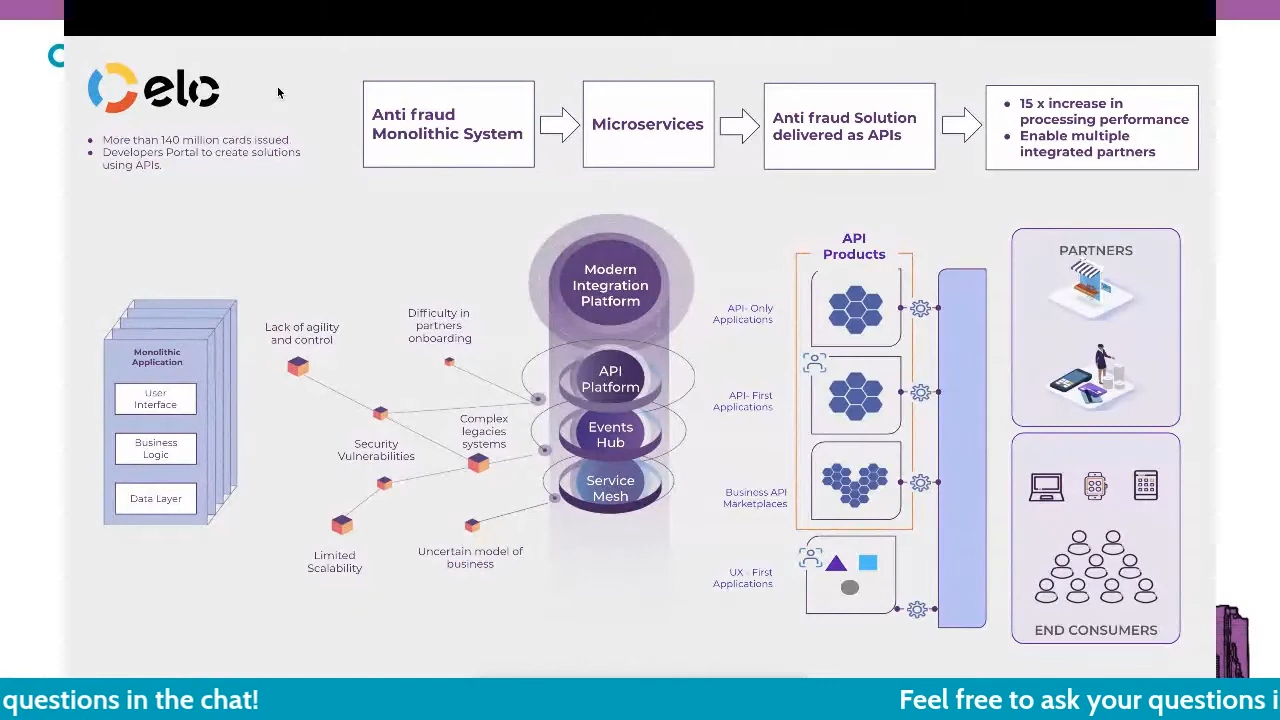 elo
More than 140 million cards issued.
Developers Portal to create solutions
using APIs.
Anti fraud
Monolithic System
Microservices
Anti fraud Solution
delivered as APIs
15 x increase in
processing performance
Enable multiple
integrated partners
Monolithic
Application
User
Interface
Business
Logic
Data Layer
Lack of agility
and control
Difficulty in
partners
onboarding
Security
Vulnerabilities
Complex
legacies
systems
Limited
Scalability
Uncertain model of
business
Modern
Integration
Platform
API
Platform
Events
Hub
Service
Mesh
API
Products
API- Only
Applications
API- First
Applications
Business API
Marketplaces
UX - First
Applications
PARTNERS
END CONSUMERS
questions in the chat!
Feel free to ask your questions i